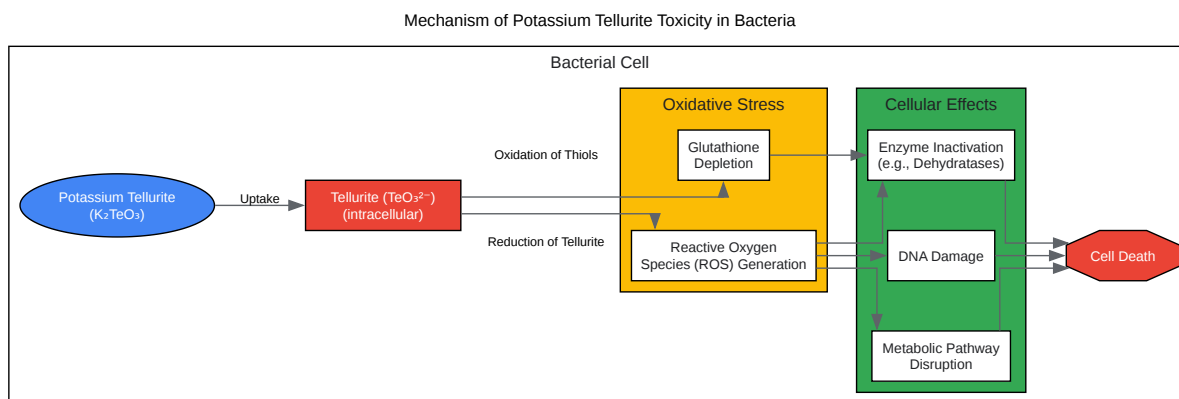 Mechanism of Potassium Tellurite Toxicity in Bacteria
Bacterial Cell
Potassium Tellurite
(K₂TeO₃)
Uptake
Tellurite (TeO₃²⁻)
(intracellular)
Oxidation of Thiols
Reduction of Tellurite
Oxidative Stress
Glutathione
Depletion
Reactive Oxygen
Species (ROS) Generation
Cellular Effects
Enzyme Inactivation
(e.g., Dehydratases)
DNA Damage
Metabolic Pathway
Disruption
Cell Death